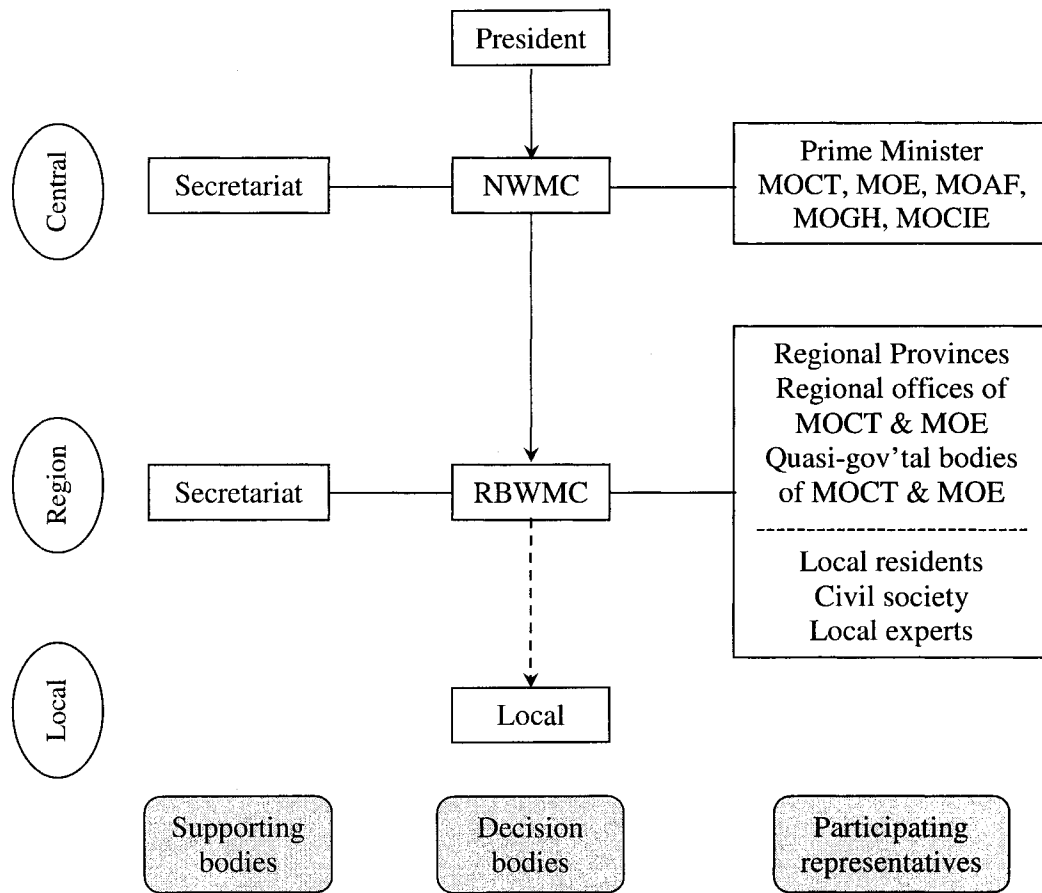 President
Central
Secretariat
NWMC
Prime Minister
MOCT, MOE, MOAF,
MOGH, MOCIE
Region
Secretariat
RBWMC
Regional Provinces
Regional offices of
MOCT & MOE
Quasi-gov'tal bodies
of MOCT & MOE
Local residents
Civil society
Local experts
Local
Local
Supporting
bodies
Decision
bodies
Participating
representatives